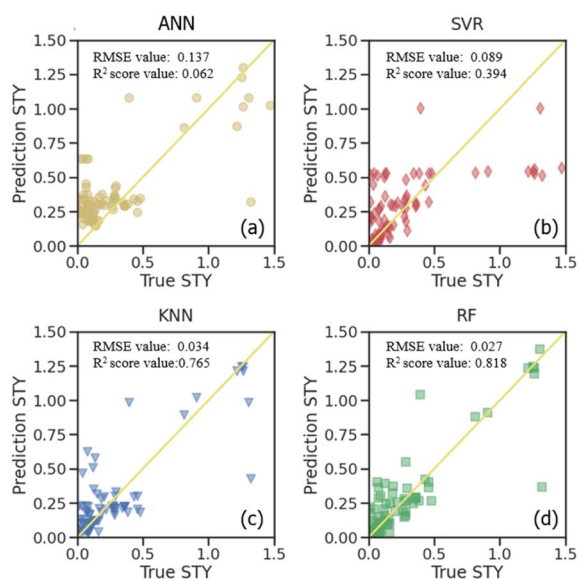 ANN
RMSE value: 0.137
R² score value: 0.062
1.50
1.25
1.00
0.75
0.50
0.25
0.00
Prediction STY
(a)
0.0 0.5 1.0 1.5
True STY
SVR
RMSE value: 0.089
R² score value: 0.394
1.50
1.25
1.00
0.75
0.50
0.25
0.00
Prediction STY
(b)
0.0 0.5 1.0 1.5
True STY
KNN
RMSE value: 0.034
R² score value:0.765
1.50
1.25
1.00
0.75
0.50
0.25
0.00
Prediction STY
(c)
0.0 0.5 1.0 1.5
True STY
RF
RMSE value: 0.027
R² score value: 0.818
1.50
1.25
1.00
0.75
0.50
0.25
0.00
Prediction STY
(d)
0.0 0.5 1.0 1.5
True STY